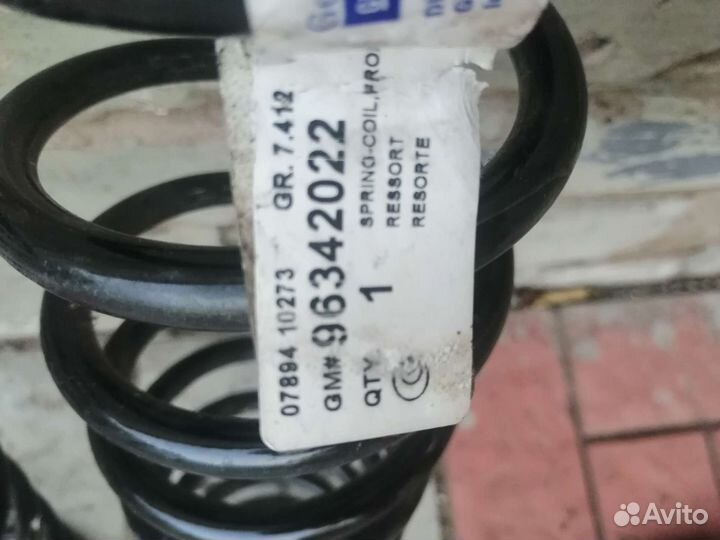 07894 10273 GR. 7.412
GM# 96342022
QTY 1 SPRING-COIL,FRO
RESSORT
RESORTE
Avito